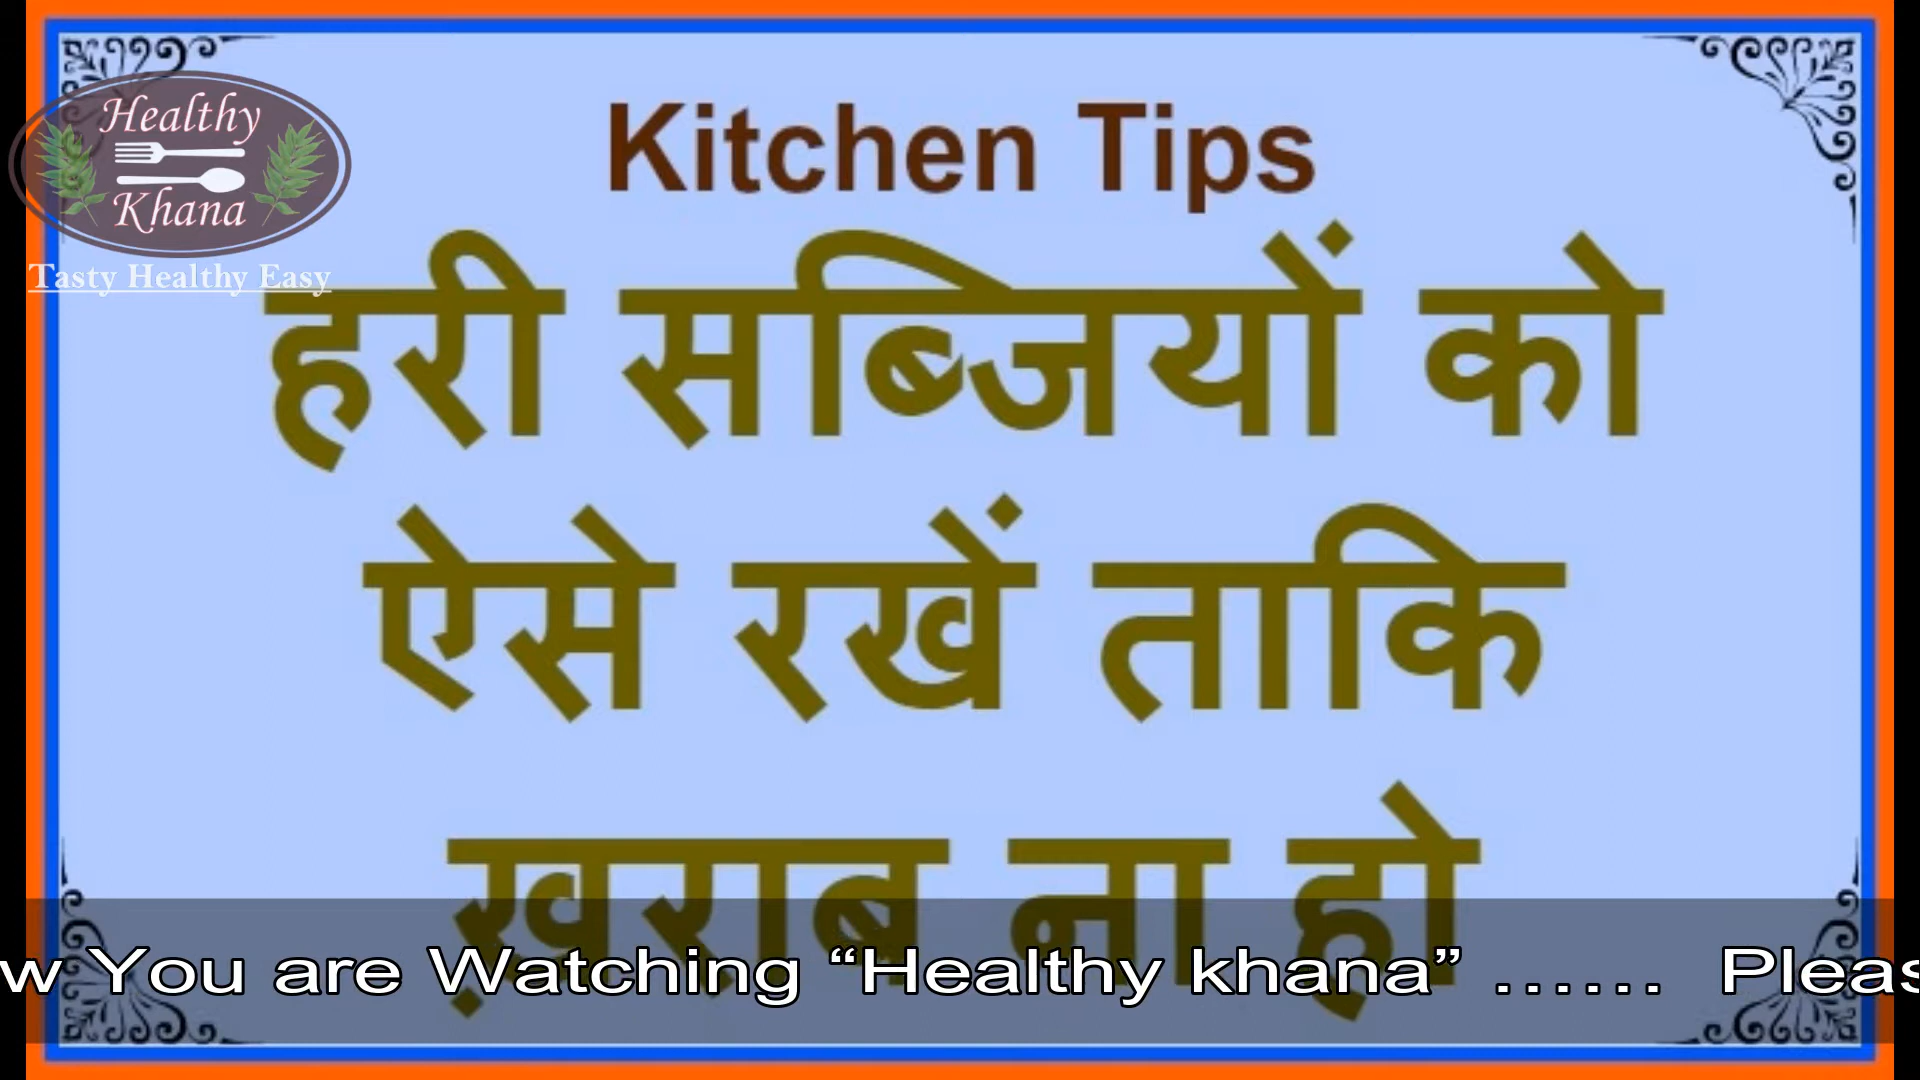 Healthy
Khana
Tasty Healthy Easy
Kitchen Tips
हरी सब्जियों को
ऐसे रखें ताकि
ख़राब ना हो
You are Watching “Healthy khana” ......